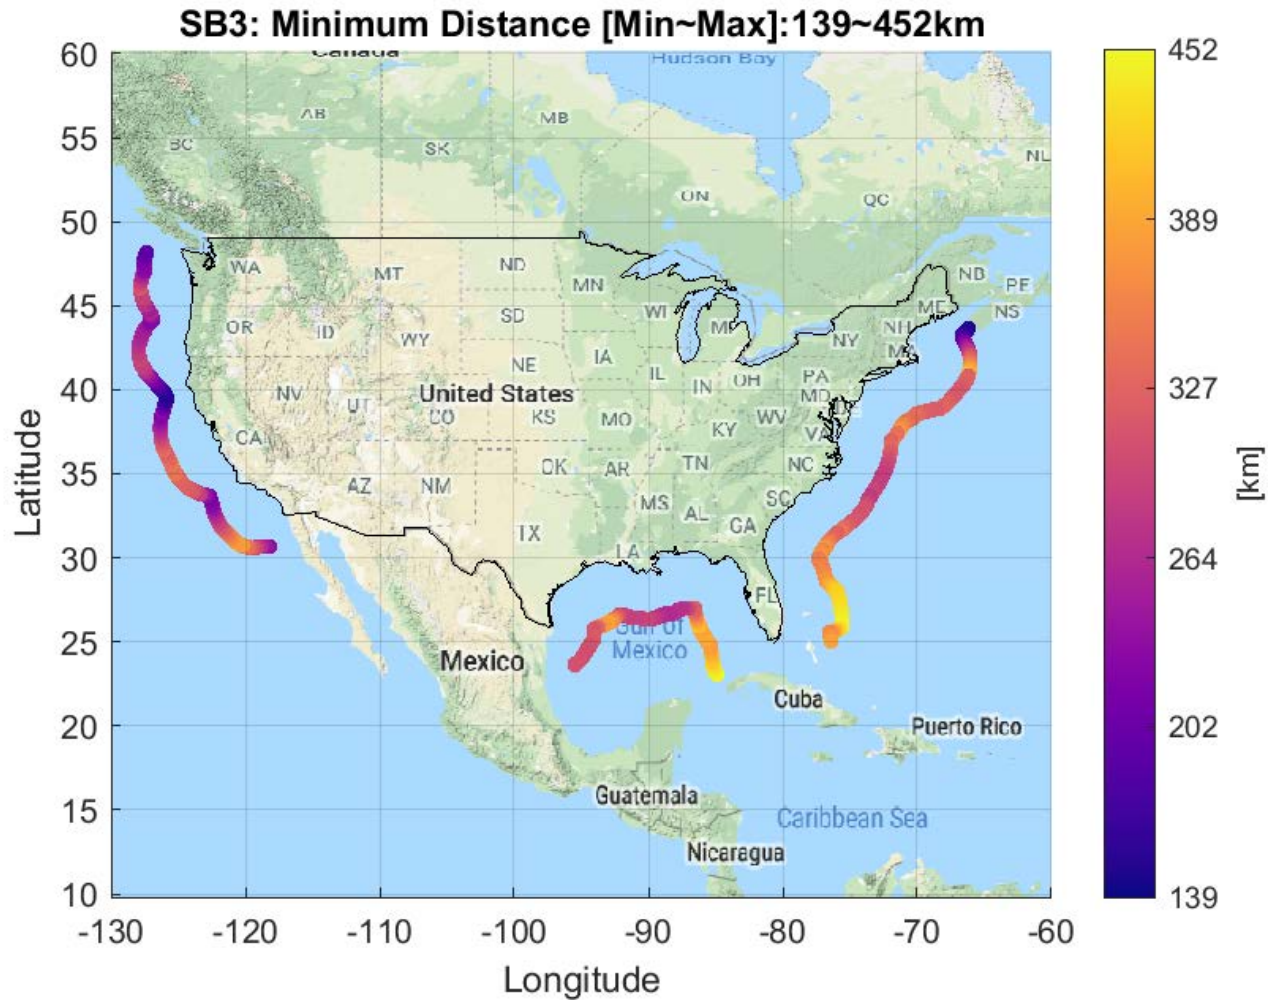 SB3: Minimum Distance [Min~Max]:139~452km
60
55
50
45
40
35
30
25
20
15
10
Latitude
-130
-120
-110
-100
-90
-80
-70
-60
Longitude
452
389
327
264
202
139
[km]
Canada
Hudson Bay
AB
MB
BC
SK
NL
ON
QC
WA
MT
ND
MN
NB
PE
OR
ID
SD
WI
ME
NS
WY
MI
NY
NH
NE
IA
MA
NV
UT
United States
IL
IN
OH
PA
MD
CO
KS
MO
WV
DE
CA
KY
VA
AZ
NM
OK
AR
TN
NC
MS
SC
AL
TX
GA
LA
FL
Gulf of
Mexico
Mexico
Cuba
Puerto Rico
Guatemala
Caribbean Sea
Nicaragua